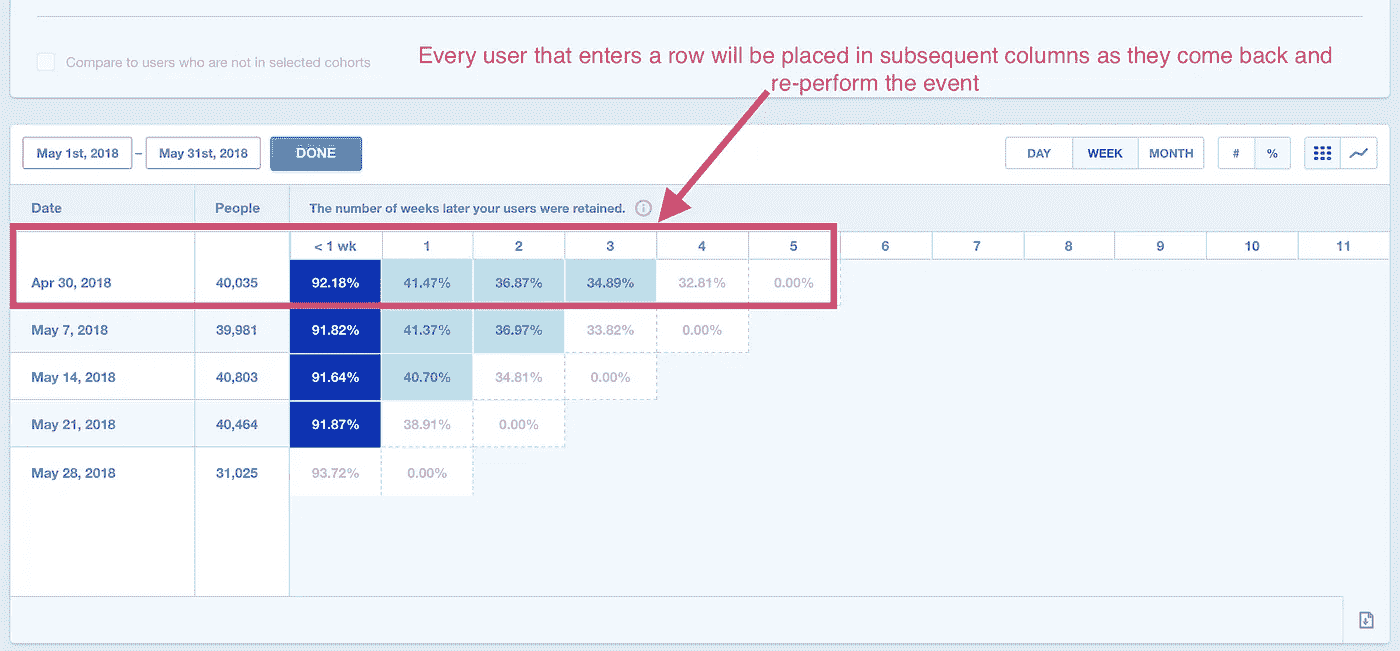 Every user that enters a row will be placed in subsequent columns as they come back and
re-perform the event
Compare to users who are not in selected cohorts
May 1st, 2018 – May 31st, 2018 DONE DAY WEEK MONTH # %
Date People The number of weeks later your users were retained. i
< 1 wk 1 2 3 4 5 6 7 8 9 10 11
Apr 30, 2018 40,035 92.18% 41.47% 36.87% 34.89% 32.81% 0.00%
May 7, 2018 39,981 91.82% 41.37% 36.97% 33.82% 0.00%
May 14, 2018 40,803 91.64% 40.70% 34.81% 0.00%
May 21, 2018 40,464 91.87% 38.91% 0.00%
May 28, 2018 31,025 93.72% 0.00%